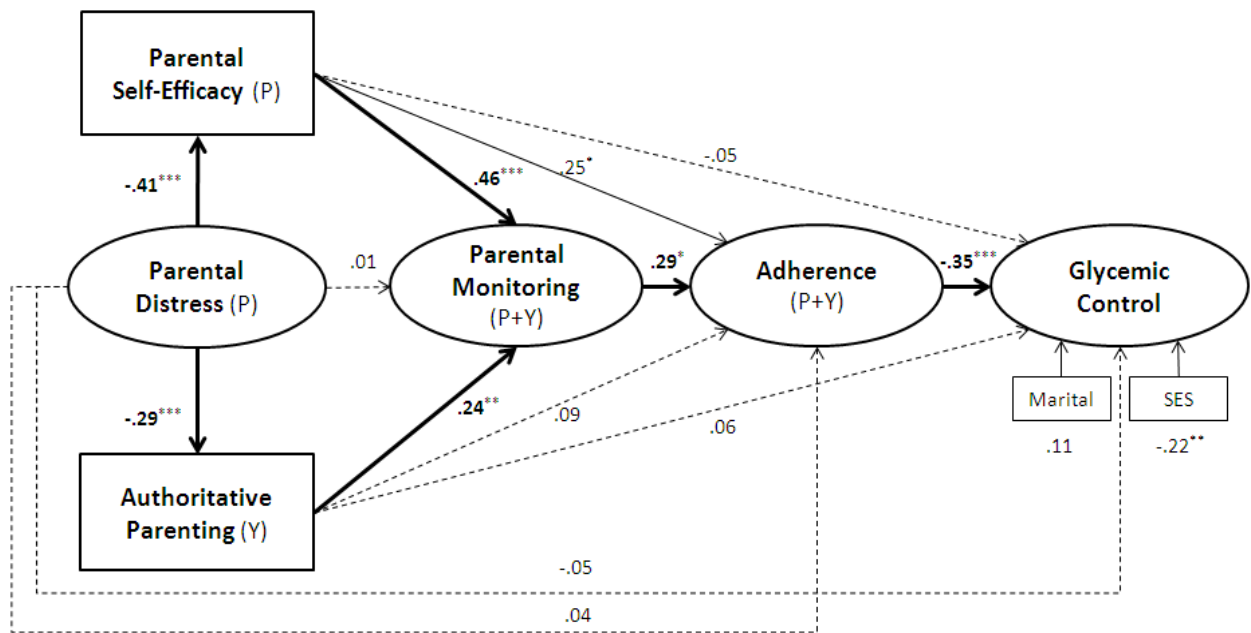 Parental
Self-Efficacy (P)
-.05
.25*
-.41***
.46***
Parental
Distress (P)
.01
Parental
Monitoring
(P+Y)
.29*
Adherence
(P+Y)
-.35***
Glycemic
Control
-.29***
.24**
.09
.06
Marital
SES
.11
-.22**
Authoritative
Parenting (Y)
-.05
.04